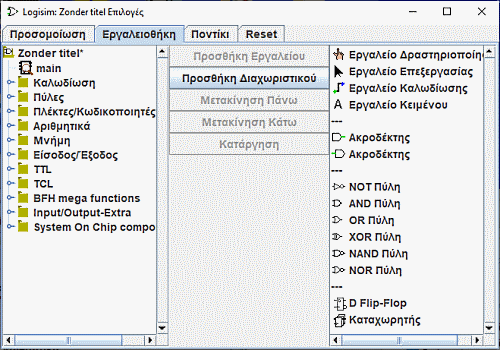 Logisim: Zonder titel Επιλογές
Προσομοίωση Εργαλειοθήκη Ποντίκι Reset
Zonder titel*
main
Καλωδίωση
Πύλες
Πλέκτες/Κωδικοποιητές
Αριθμητικά
Μνήμη
Είσοδος/Έξοδος
TTL
TCL
BFH mega functions
Input/Output-Extra
System On Chip compo
Προσθήκη Εργαλείου
Προσθήκη Διαχωριστικού
Μετακίνηση Πάνω
Μετακίνηση Κάτω
Κατάργηση
Εργαλείο Δραστηριοποίησ
Εργαλείο Επεξεργασίας
Εργαλείο Καλωδίωσης
A Εργαλείο Κειμένου
---
Ακροδέκτης
Ακροδέκτης
---
NOT Πύλη
AND Πύλη
OR Πύλη
XOR Πύλη
NAND Πύλη
NOR Πύλη
---
D Flip-Flop
Καταχωρητής